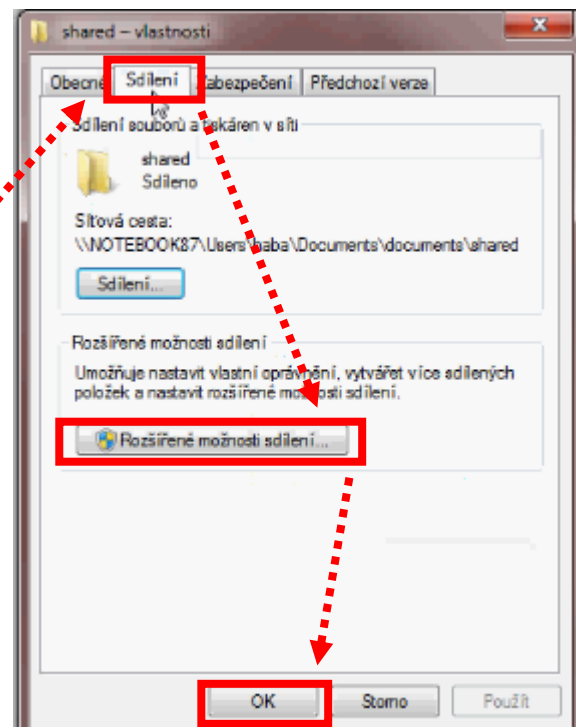 shared – vlastnosti
Obecné Sdílení Zabezpečení Předchozí verze
Sdílení souborů a tiskáren v síti
shared
Sdíleno
Síťová cesta:
\\NOTEBOOK87\Users\baba\Documents\documents\shared
Sdílení...
Rozšířené možnosti sdílení
Umožňuje nastavit vlastní oprávnění, vytvářet více sdílených
položek a nastavit rozšířené možnosti sdílení.
Rozšířené možnosti sdílení...
OK Storno Použít